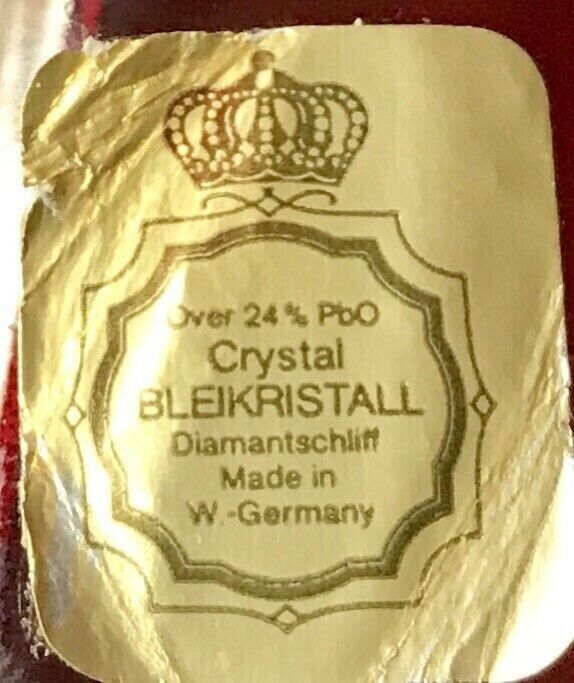 Over 24% PbO
Crystal
BLEIKRISTALL
Diamantschliff
Made in
W.-Germany